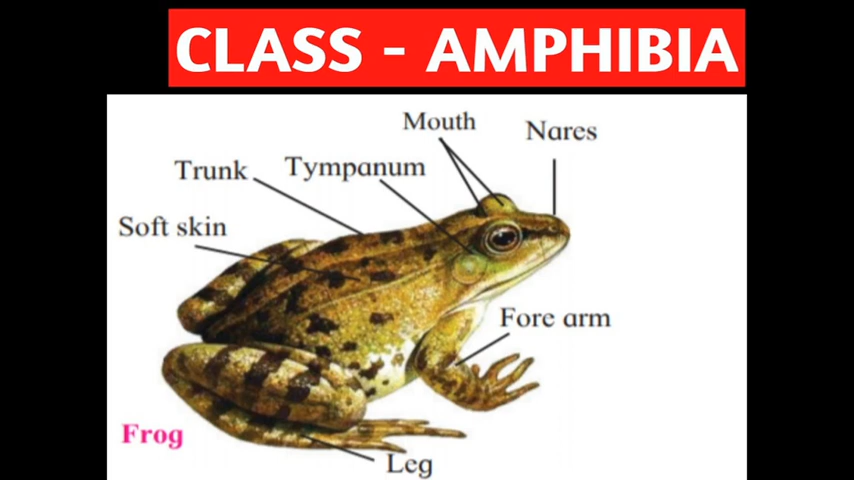 CLASS - AMPHIBIA
Mouth
Nares
Trunk
Tympanum
Soft skin
Fore arm
Frog
Leg